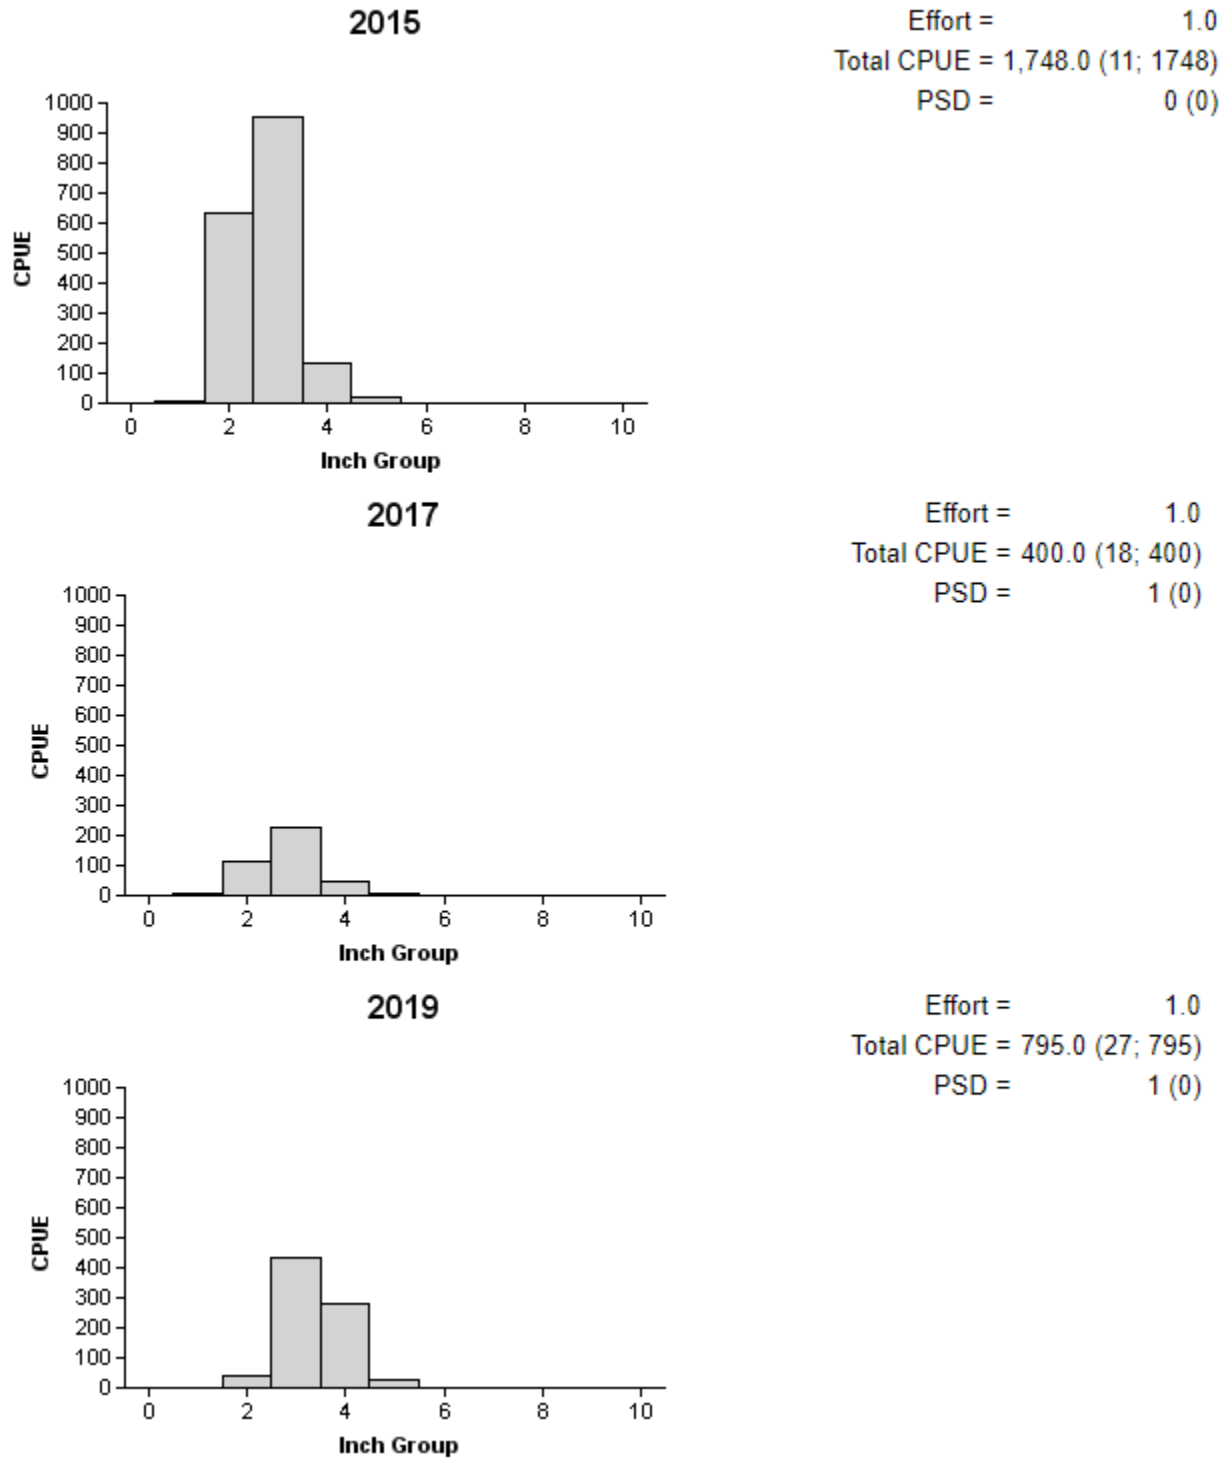 2015
Effort = 1.0
Total CPUE = 1,748.0 (11; 1748)
PSD = 0 (0)
1000
900
800
700
600
500
400
300
200
100
0
CPUE
0 2 4 6 8 10
Inch Group
2017
Effort = 1.0
Total CPUE = 400.0 (18; 400)
PSD = 1 (0)
1000
900
800
700
600
500
400
300
200
100
0
CPUE
0 2 4 6 8 10
Inch Group
2019
Effort = 1.0
Total CPUE = 795.0 (27; 795)
PSD = 1 (0)
1000
900
800
700
600
500
400
300
200
100
0
CPUE
0 2 4 6 8 10
Inch Group